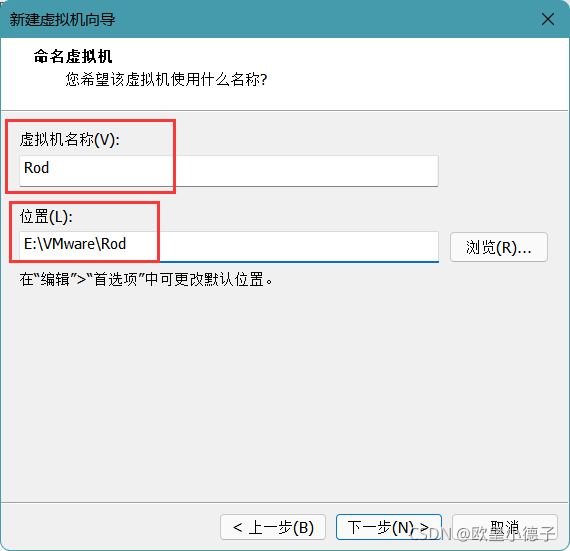 新建虚拟机向导
命名虚拟机
您希望该虚拟机使用什么名称?
虚拟机名称(V):
Rod
位置(L):
E:\VMware\Rod
浏览(R)...
在“编辑”>“首选项”中可更改默认位置。
< 上一步(B)
下一步(N) >
取消
CSDN @欧皇小德子